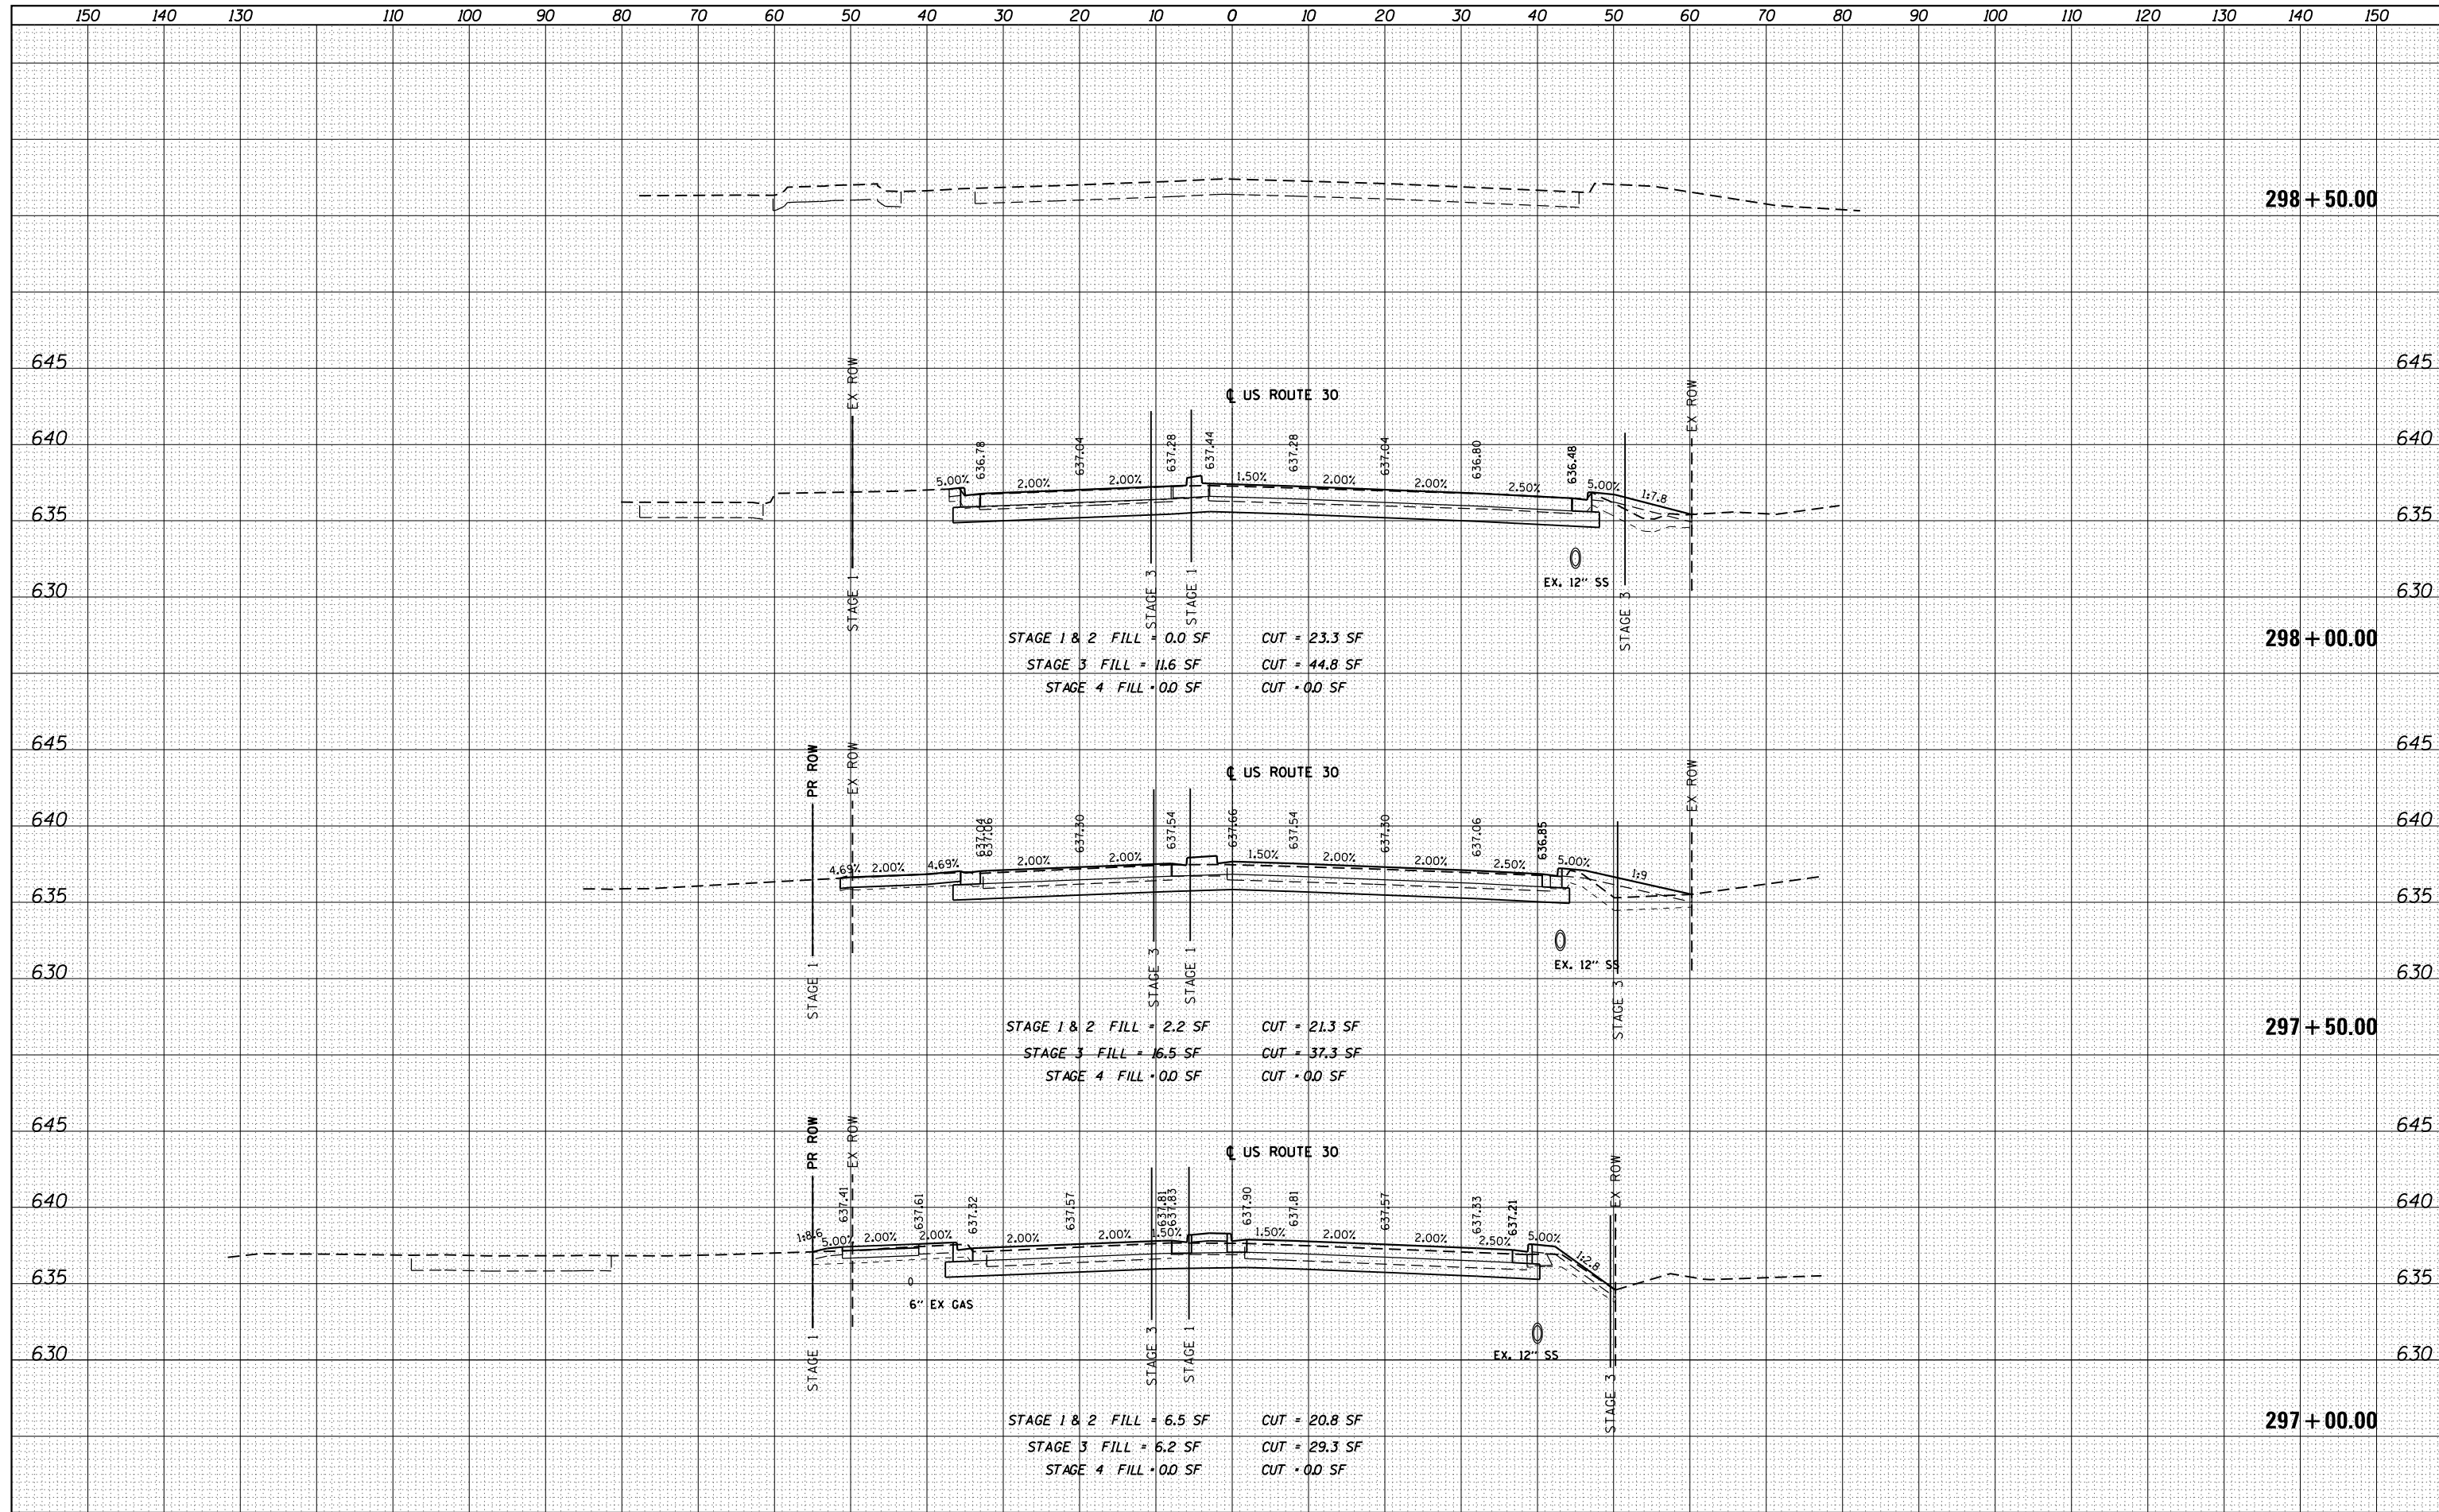 150 140 130 110 100 90 80 70 60 50 40 30 20 10 0 10 20 30 40 50 60 70 80 90 100 110 120 130 140 150
298+50.00
645 645
EX ROW EX ROW
℄ US ROUTE 30
640 640
636.78 637.04 637.28 637.44 637.28 637.04 636.80 636.48
5.00% 2.00% 2.00% 1.50% 2.00% 2.00% 2.50% 5.00% 1:7.8
635 635
EX. 12" SS
630 630
STAGE 1 STAGE 3 STAGE 1 STAGE 3
STAGE 1 & 2 FILL = 0.0 SF CUT = 23.3 SF
298+00.00
STAGE 3 FILL = 11.6 SF CUT = 44.8 SF
STAGE 4 FILL = 0.0 SF CUT = 0.0 SF
645 645
PR ROW EX ROW EX ROW
℄ US ROUTE 30
640 640
637.04 637.06 637.30 637.54 637.66 637.54 637.30 637.06 636.85
4.69% 2.00% 4.69% 2.00% 2.00% 1.50% 2.00% 2.00% 2.50% 5.00% 1:9
635 635
EX. 12" SS
630 630
STAGE 1 STAGE 3 STAGE 1 STAGE 3
STAGE 1 & 2 FILL = 2.2 SF CUT = 21.3 SF
297+50.00
STAGE 3 FILL = 16.5 SF CUT = 37.3 SF
STAGE 4 FILL = 0.0 SF CUT = 0.0 SF
645 645
PR ROW EX ROW EX ROW
℄ US ROUTE 30
640 640
637.41 637.61 637.32 637.57 637.81 637.83 637.90 637.81 637.57 637.33 637.21
1:8.6 5.00% 2.00% 2.00% 2.00% 2.00% 1.50% 1.50% 2.00% 2.00% 2.50% 5.00% 1:2.8
635 635
6" EX GAS
EX. 12" SS
630 630
STAGE 1 STAGE 3 STAGE 1 STAGE 3
STAGE 1 & 2 FILL = 6.5 SF CUT = 20.8 SF
297+00.00
STAGE 3 FILL = 6.2 SF CUT = 29.3 SF
STAGE 4 FILL = 0.0 SF CUT = 0.0 SF